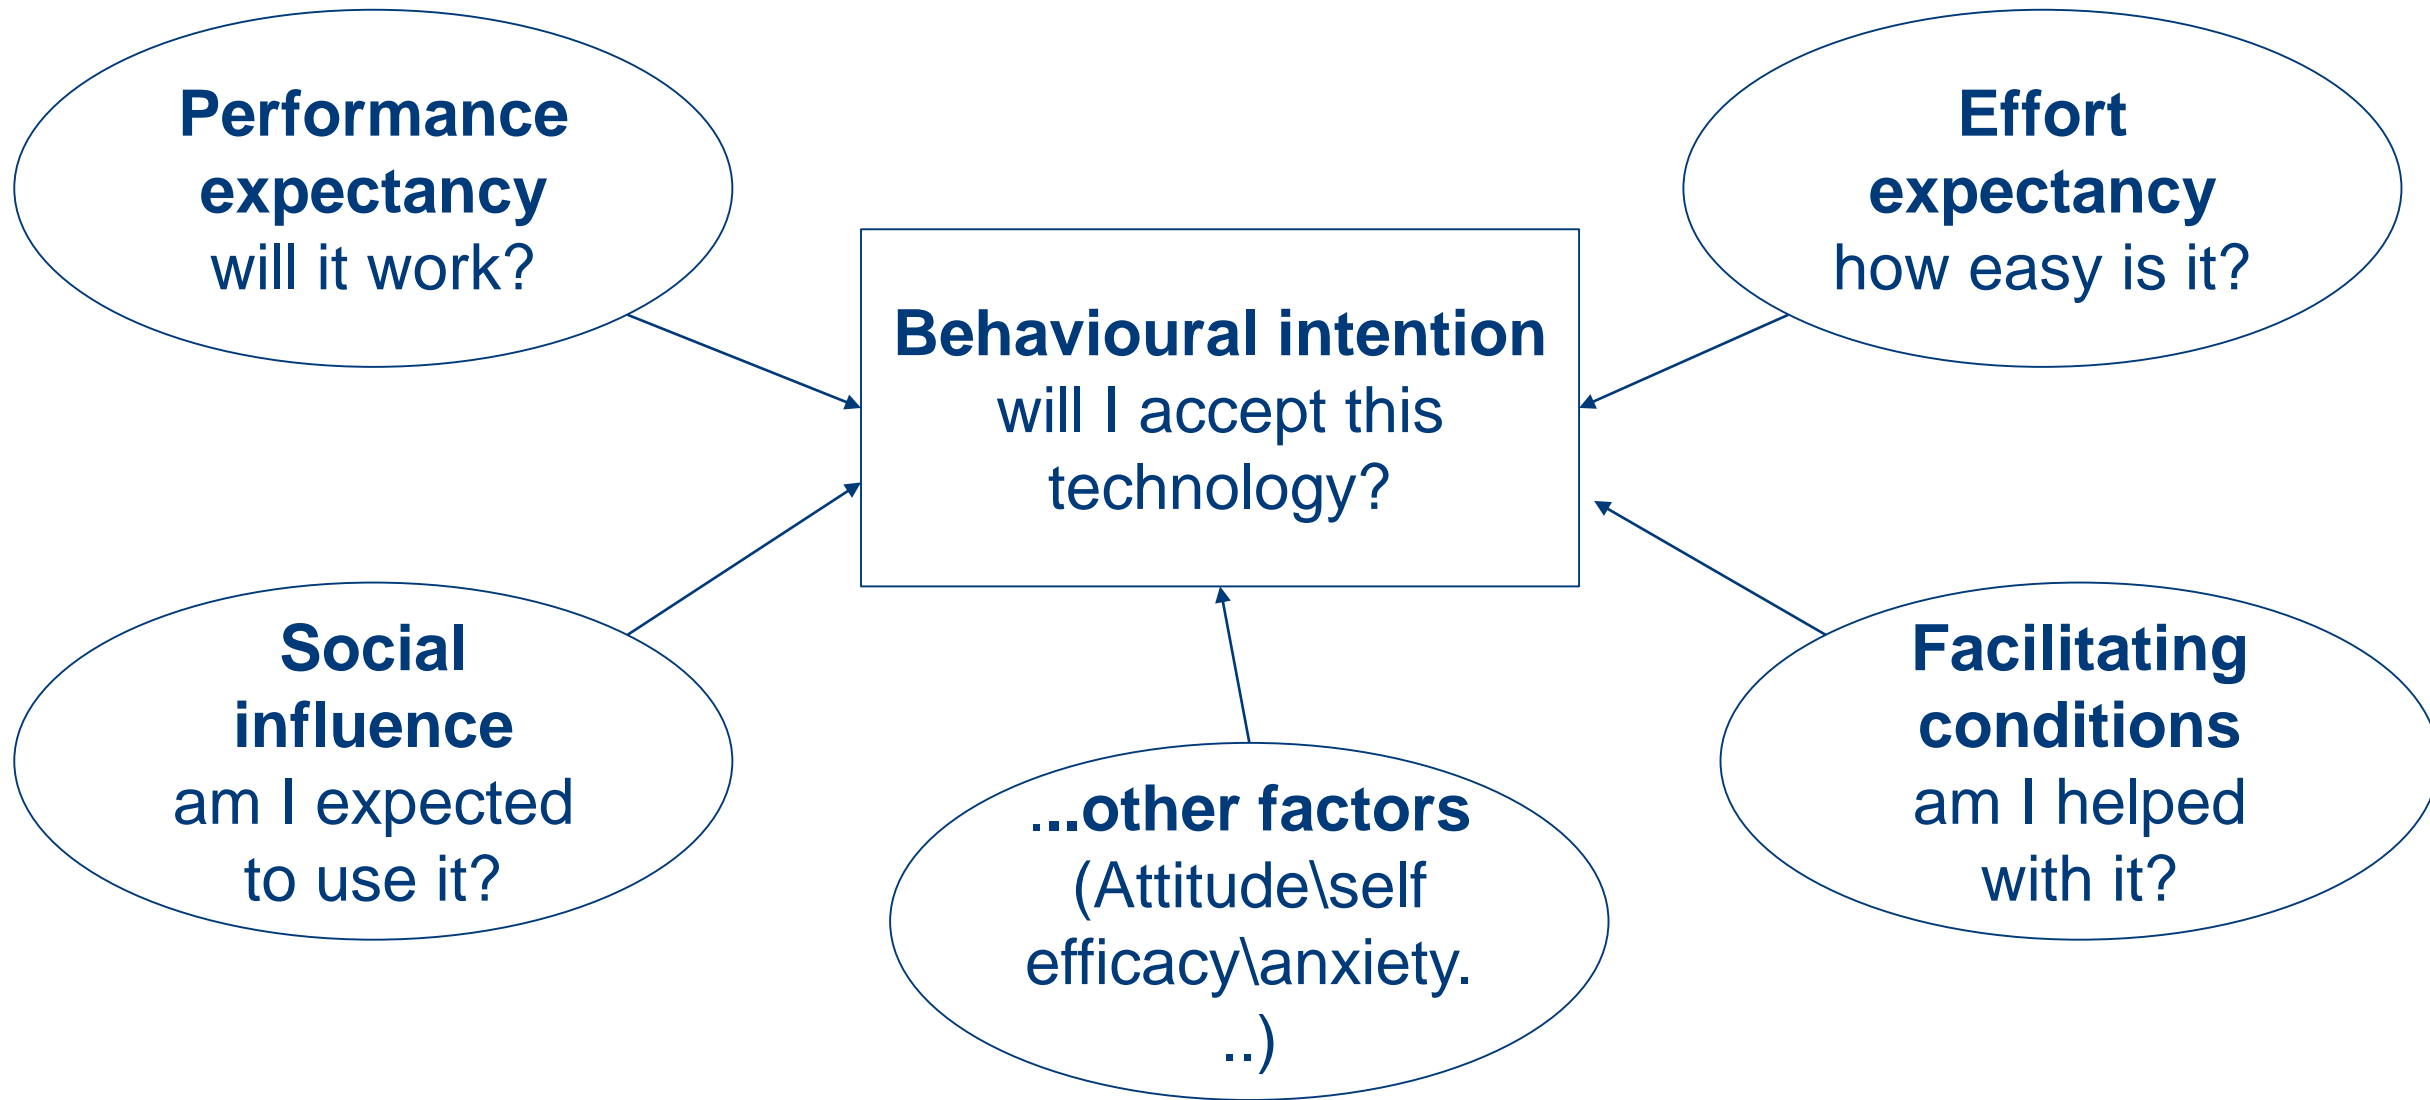 Performance
expectancy
will it work?
Effort
expectancy
how easy is it?
Behavioural intention
will I accept this
technology?
Social
influence
am I expected
to use it?
...other factors
(Attitude\self
efficacy\anxiety.
..)
Facilitating
conditions
am I helped
with it?